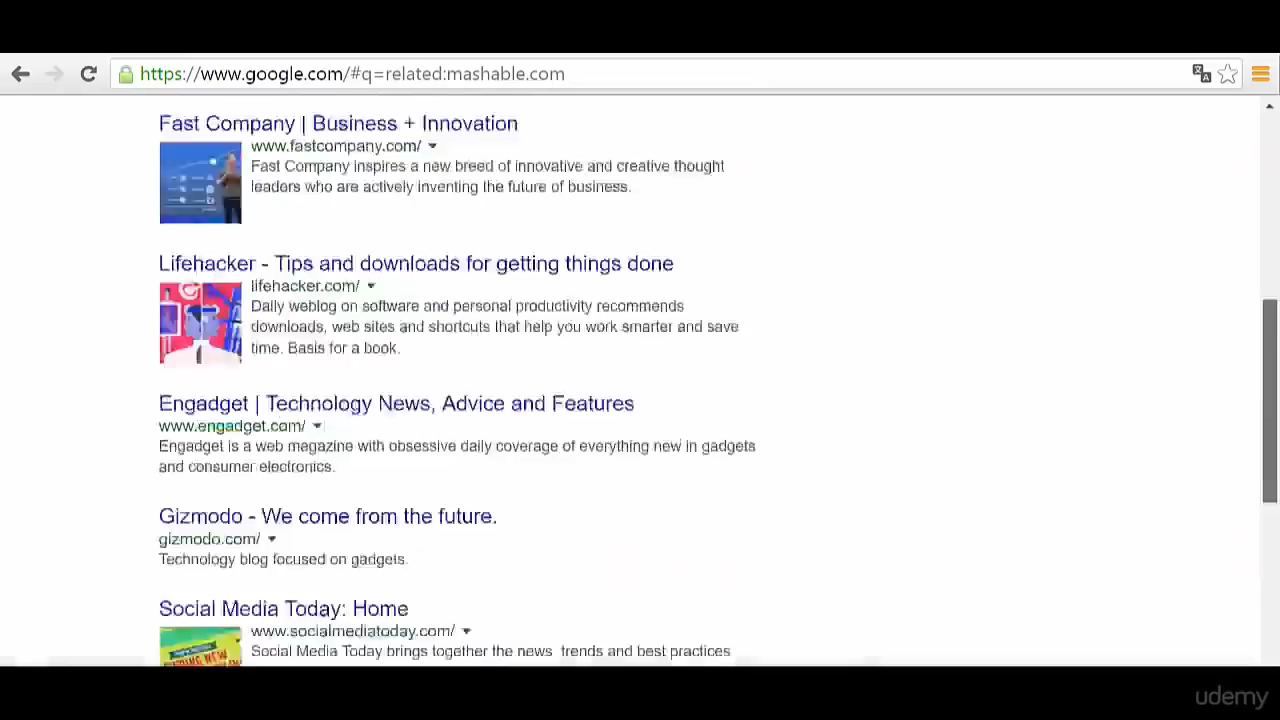 https://www.google.com/#q=related:mashable.com
Fast Company | Business + Innovation
www.fastcompany.com/
Fast Company inspires a new breed of innovative and creative thought
leaders who are actively inventing the future of business.
Lifehacker - Tips and downloads for getting things done
lifehacker.com/
Daily weblog on software and personal productivity recommends
downloads, web sites and shortcuts that help you work smarter and save
time. Basis for a book.
Engadget | Technology News, Advice and Features
www.engadget.com/
Engadget is a web megazine with obsessive daily coverage of everything new in gadgets
and consumer electronics.
Gizmodo - We come from the future.
gizmodo.com/
Technology blog focused on gadgets.
Social Media Today: Home
www.socialmediatoday.com/
Social Media Today brings together the news trends and best practices
udemy